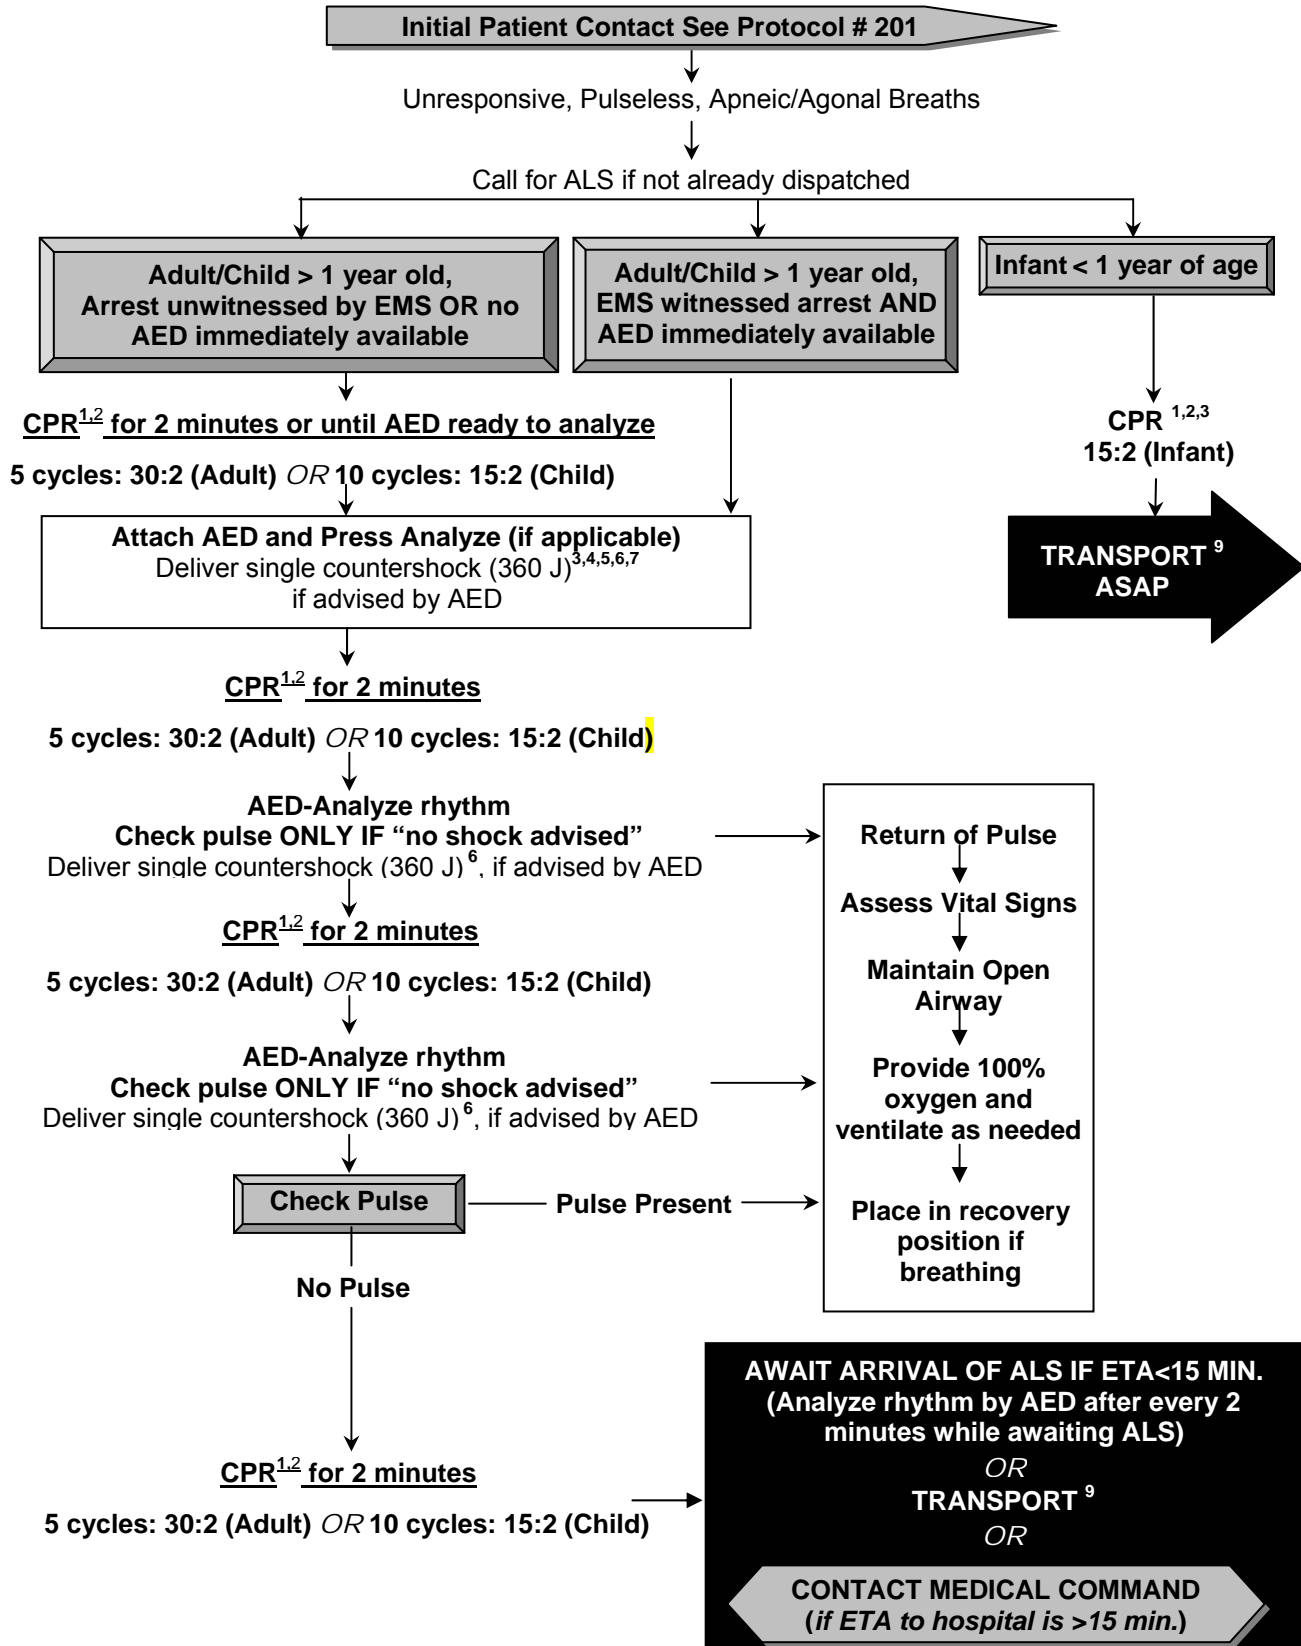 Initial Patient Contact See Protocol # 201
Unresponsive, Pulseless, Apneic/Agonal Breaths
Call for ALS if not already dispatched
Adult/Child > 1 year old,
Arrest unwitnessed by EMS OR no
AED immediately available
Adult/Child > 1 year old,
EMS witnessed arrest AND
AED immediately available
Infant < 1 year of age
CPR1,2 for 2 minutes or until AED ready to analyze
5 cycles: 30:2 (Adult) OR 10 cycles: 15:2 (Child)
CPR 1,2,3
15:2 (Infant)
Attach AED and Press Analyze (if applicable)
Deliver single countershock (360 J)3,4,5,6,7
if advised by AED
TRANSPORT 9
ASAP
CPR1,2 for 2 minutes
5 cycles: 30:2 (Adult) OR 10 cycles: 15:2 (Child)
AED-Analyze rhythm
Check pulse ONLY IF “no shock advised”
Deliver single countershock (360 J) 6, if advised by AED
CPR1,2 for 2 minutes
5 cycles: 30:2 (Adult) OR 10 cycles: 15:2 (Child)
AED-Analyze rhythm
Check pulse ONLY IF “no shock advised”
Deliver single countershock (360 J) 6, if advised by AED
Return of Pulse
Assess Vital Signs
Maintain Open
Airway
Provide 100%
oxygen and
ventilate as needed
Place in recovery
position if
breathing
Check Pulse
Pulse Present
No Pulse
CPR1,2 for 2 minutes
5 cycles: 30:2 (Adult) OR 10 cycles: 15:2 (Child)
AWAIT ARRIVAL OF ALS IF ETA<15 MIN.
(Analyze rhythm by AED after every 2
minutes while awaiting ALS)
OR
TRANSPORT 9
OR
CONTACT MEDICAL COMMAND
(if ETA to hospital is >15 min.)